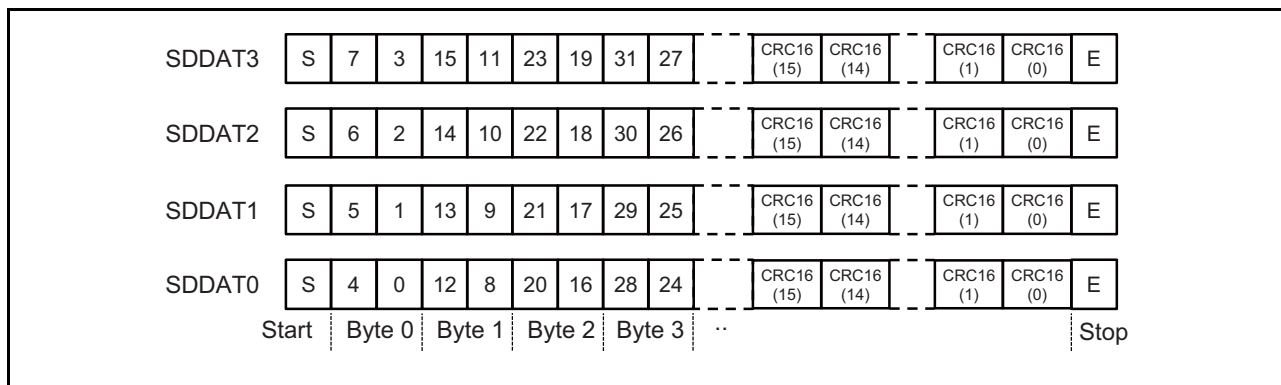 SDDAT3 S 7 3 15 11 23 19 31 27 CRC16 (15) CRC16 (14) CRC16 (1) CRC16 (0) E
SDDAT2 S 6 2 14 10 22 18 30 26 CRC16 (15) CRC16 (14) CRC16 (1) CRC16 (0) E
SDDAT1 S 5 1 13 9 21 17 29 25 CRC16 (15) CRC16 (14) CRC16 (1) CRC16 (0) E
SDDAT0 S 4 0 12 8 20 16 28 24 CRC16 (15) CRC16 (14) CRC16 (1) CRC16 (0) E
Start Byte 0 Byte 1 Byte 2 Byte 3 .. Stop